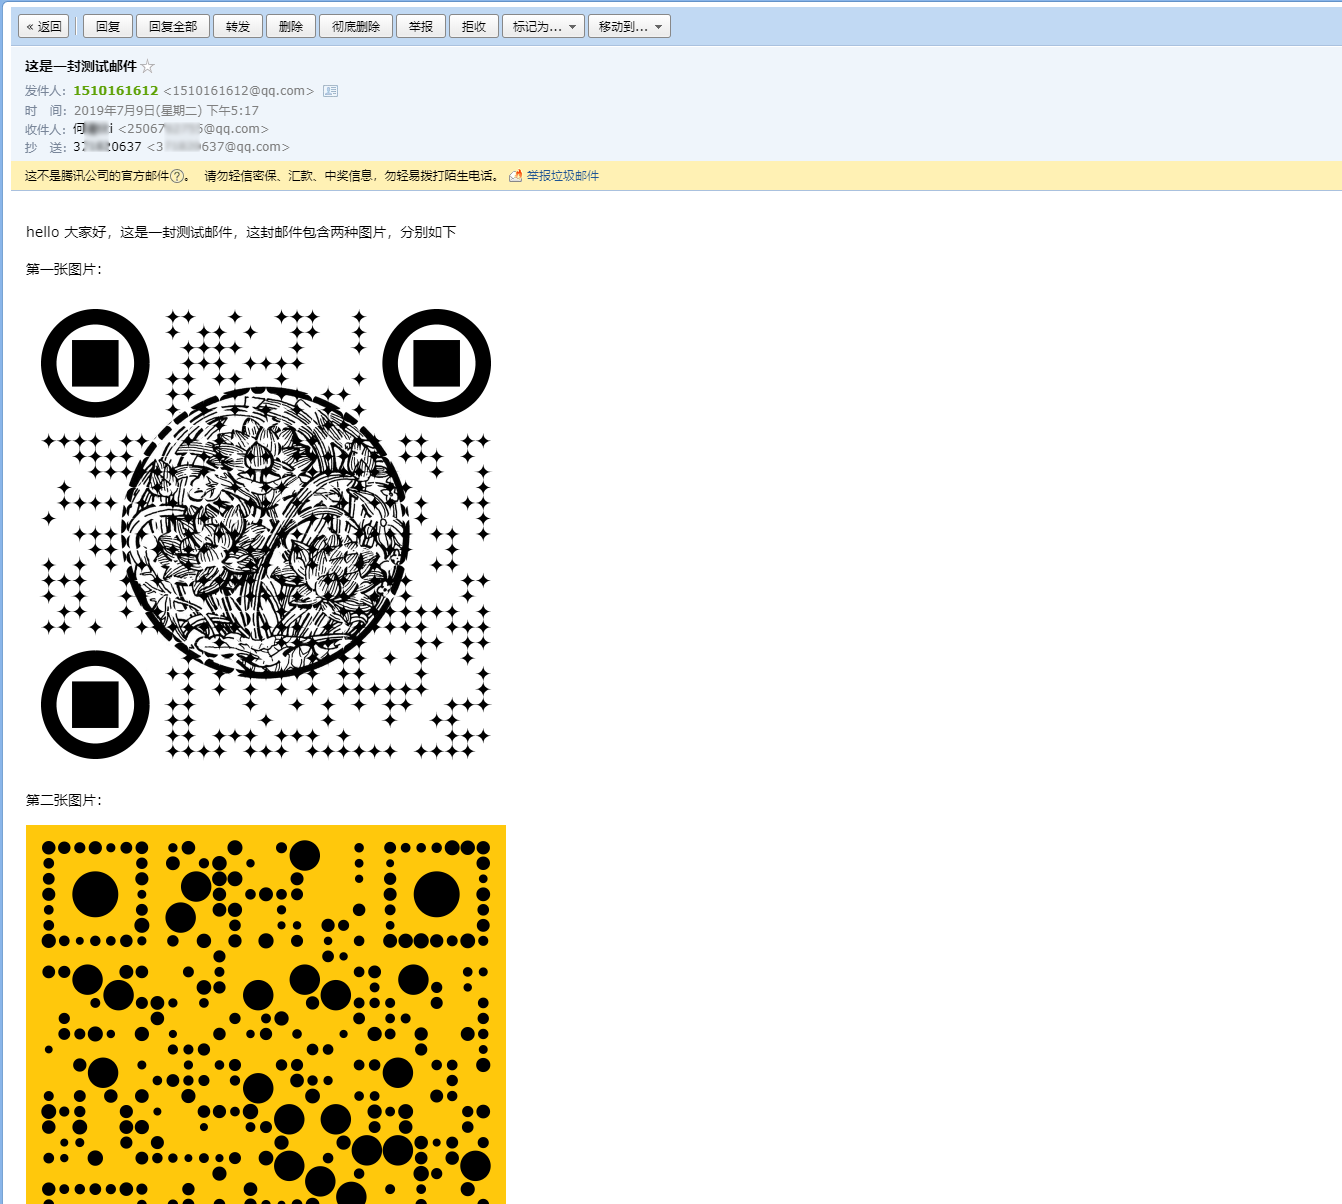 « 返回 回复 回复全部 转发 删除 彻底删除 举报 拒收 标记为... 移动到...
这是一封测试邮件
发件人：1510161612 <1510161612@qq.com>
时　间：2019年7月9日(星期二) 下午5:17
收件人：何 i <25067 5@qq.com>
抄　送：37 20637 <3 637@qq.com>
这不是腾讯公司的官方邮件?。 请勿轻信密保、汇款、中奖信息，勿轻易拨打陌生电话。 举报垃圾邮件
hello 大家好，这是一封测试邮件，这封邮件包含两种图片，分别如下
第一张图片：
第二张图片：